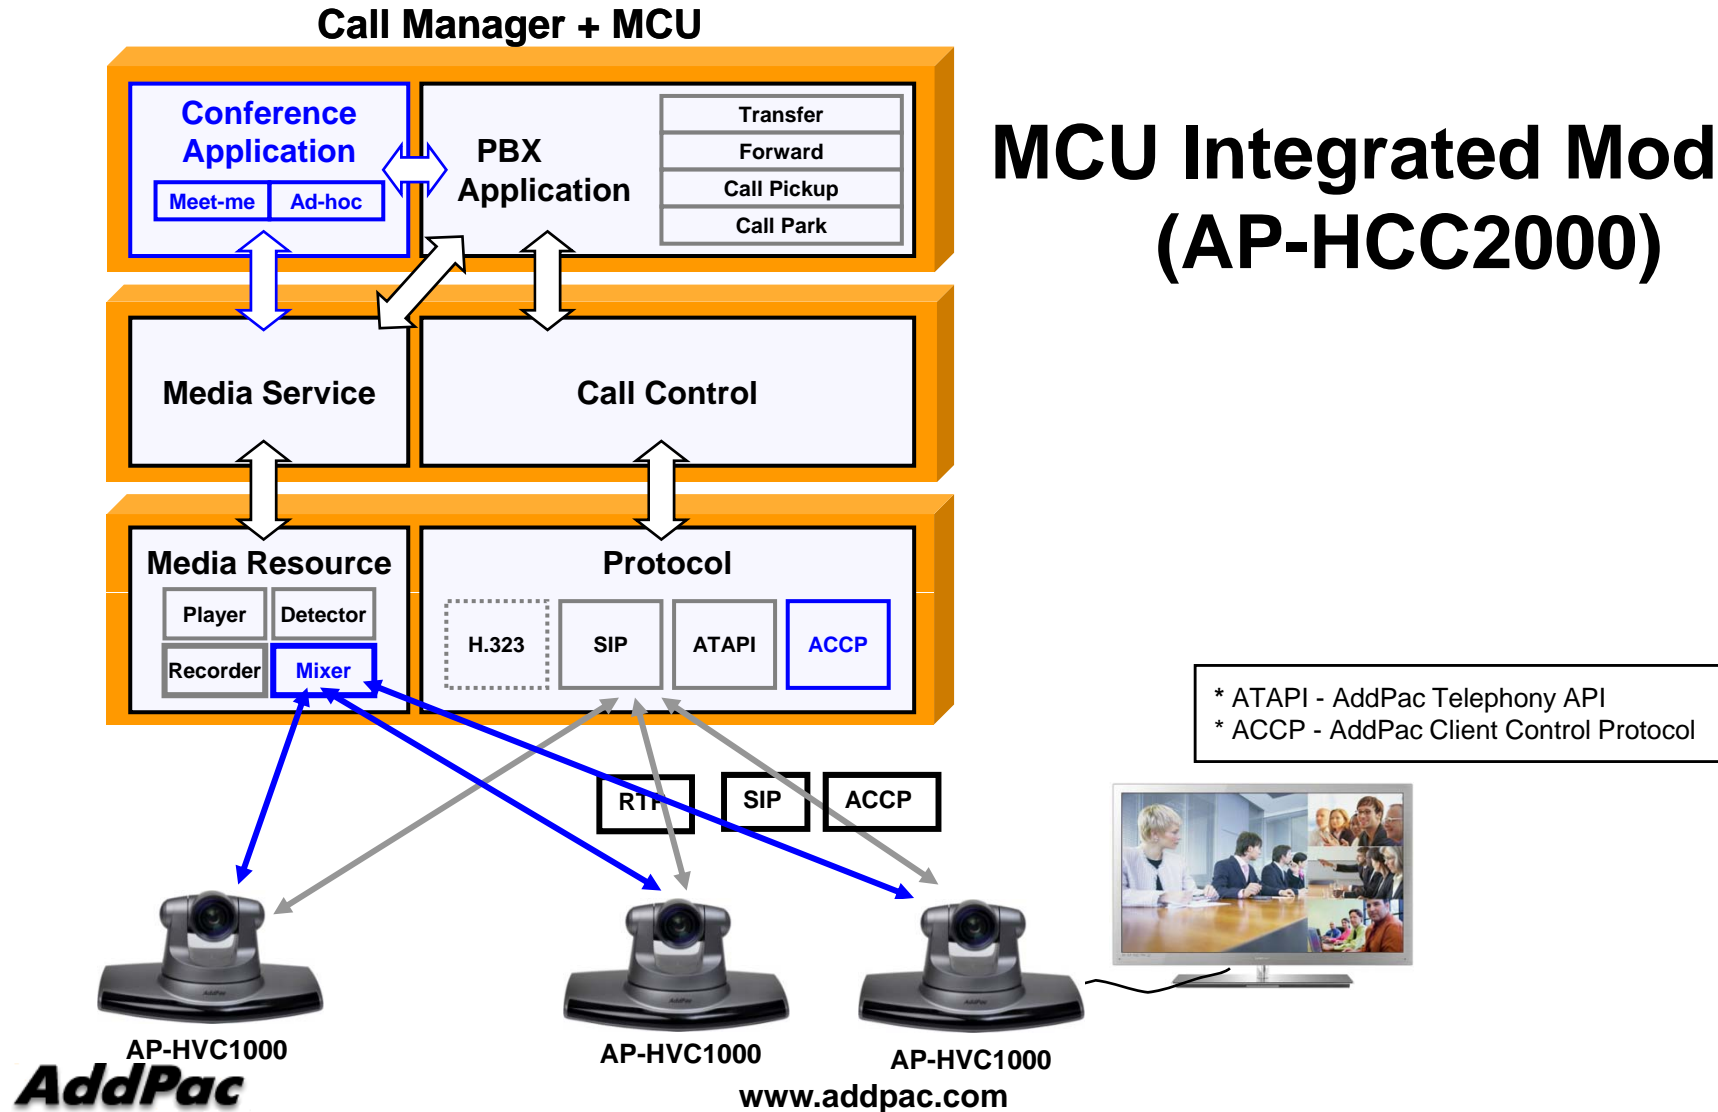 Call Manager + MCU
MCU Integrated Mod
(AP-HCC2000)
Conference
Application
Meet-me Ad-hoc
PBX
Application
Transfer
Forward
Call Pickup
Call Park
Media Service
Call Control
Media Resource
Player Detector
Recorder Mixer
Protocol
H.323 SIP ATAPI ACCP
* ATAPI - AddPac Telephony API
* ACCP - AddPac Client Control Protocol
RTP SIP ACCP
AddPac
AddPac
AddPac
AP-HVC1000
AP-HVC1000
AP-HVC1000
AddPac
www.addpac.com